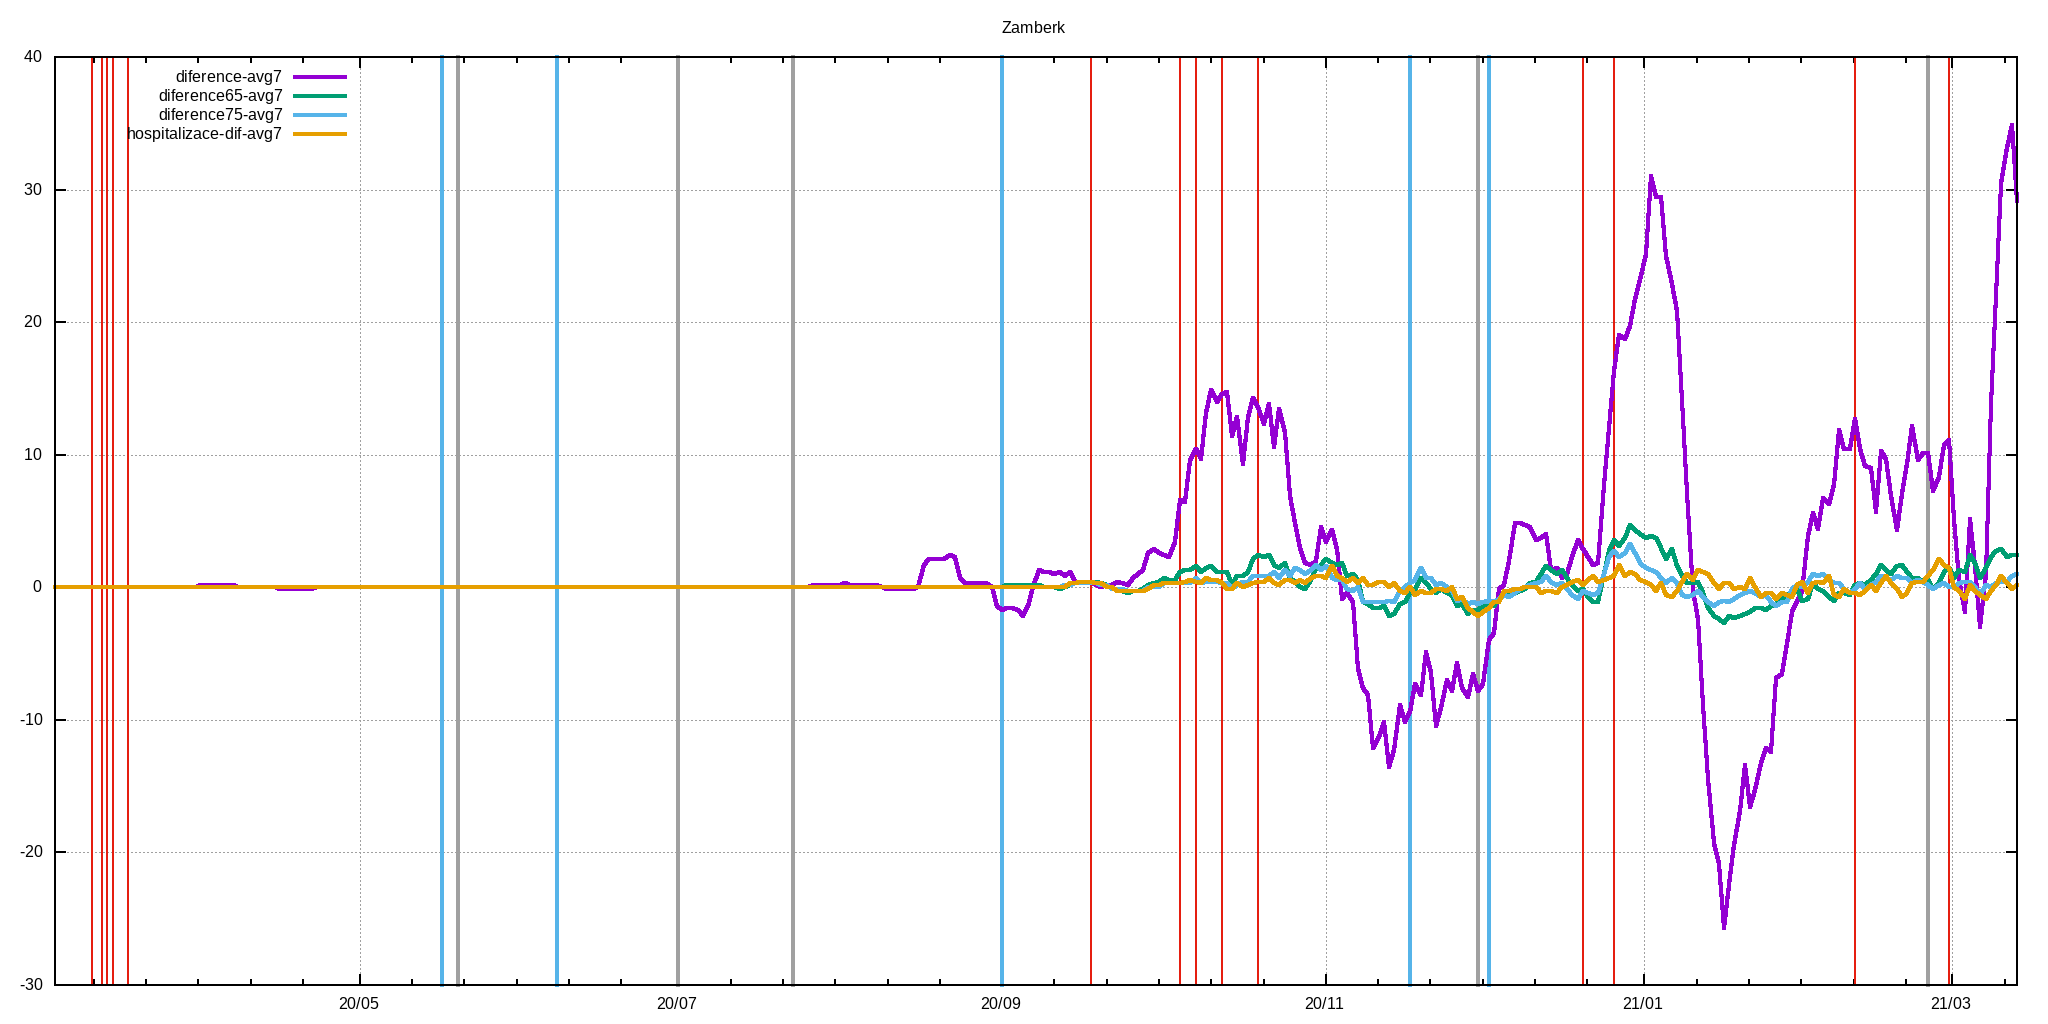 Zamberk
40
30
20
10
0
-10
-20
-30
diference-avg7
diference65-avg7
diference75-avg7
hospitalizace-dif-avg7
20/05 20/07 20/09 20/11 21/01 21/03